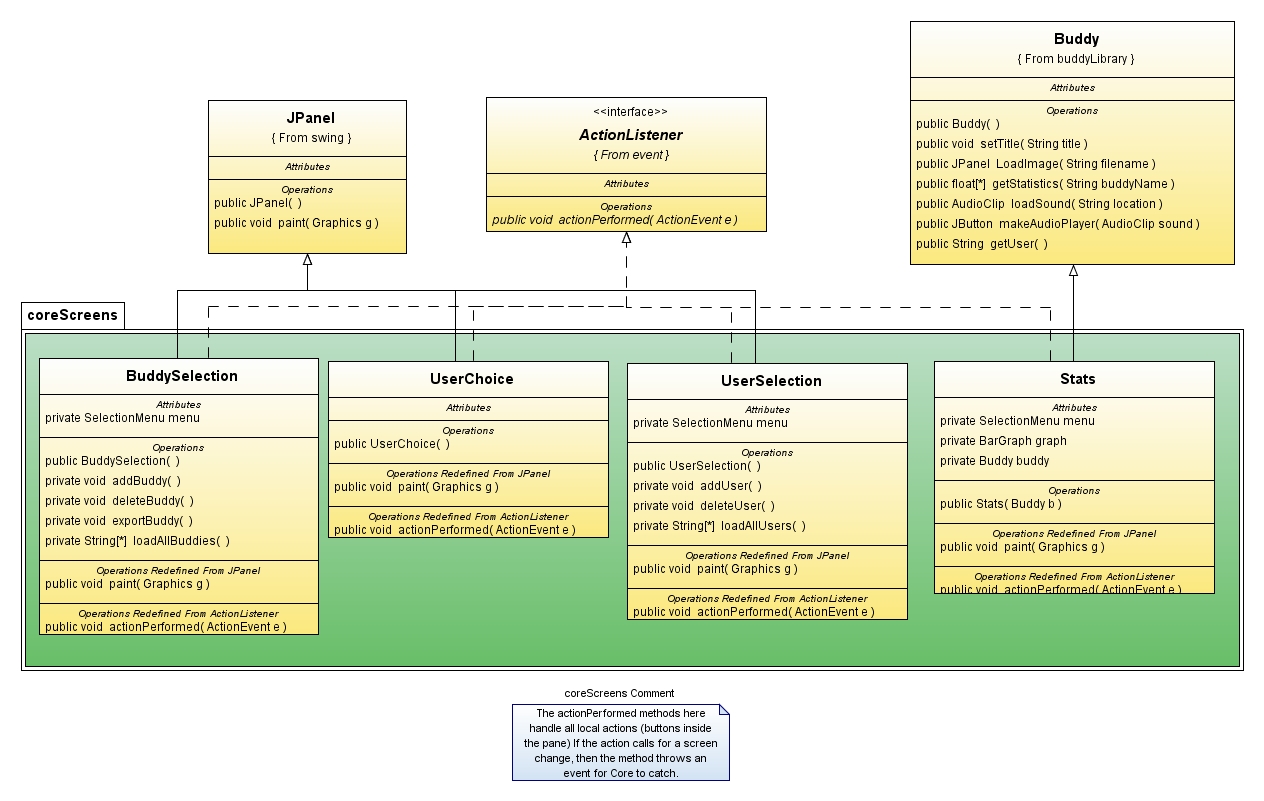 Buddy
{ From buddyLibrary }
Attributes
Operations
public Buddy( )
public void setTitle( String title )
public JPanel LoadImage( String filename )
public float[*] getStatistics( String buddyName )
public AudioClip loadSound( String location )
public JButton makeAudioPlayer( AudioClip sound )
public String getUser( )
JPanel
{ From swing }
Attributes
Operations
public JPanel( )
public void paint( Graphics g )
<<interface>>
ActionListener
{ From event }
Attributes
Operations
public void actionPerformed( ActionEvent e )
coreScreens
BuddySelection
Attributes
private SelectionMenu menu
Operations
public BuddySelection( )
private void addBuddy( )
private void deleteBuddy( )
private void exportBuddy( )
private String[*] loadAllBuddies( )
Operations Redefined From JPanel
public void paint( Graphics g )
Operations Redefined From ActionListener
public void actionPerformed( ActionEvent e )
UserChoice
Attributes
Operations
public UserChoice( )
Operations Redefined From JPanel
public void paint( Graphics g )
Operations Redefined From ActionListener
public void actionPerformed( ActionEvent e )
UserSelection
Attributes
private SelectionMenu menu
Operations
public UserSelection( )
private void addUser( )
private void deleteUser( )
private String[*] loadAllUsers( )
Operations Redefined From JPanel
public void paint( Graphics g )
Operations Redefined From ActionListener
public void actionPerformed( ActionEvent e )
Stats
Attributes
private SelectionMenu menu
private BarGraph graph
private Buddy buddy
Operations
public Stats( Buddy b )
Operations Redefined From JPanel
public void paint( Graphics g )
Operations Redefined From ActionListener
public void actionPerformed( ActionEvent e )
coreScreens Comment
The actionPerformed methods here
handle all local actions (buttons inside
the pane) If the action calls for a screen
change, then the method throws an
event for Core to catch.